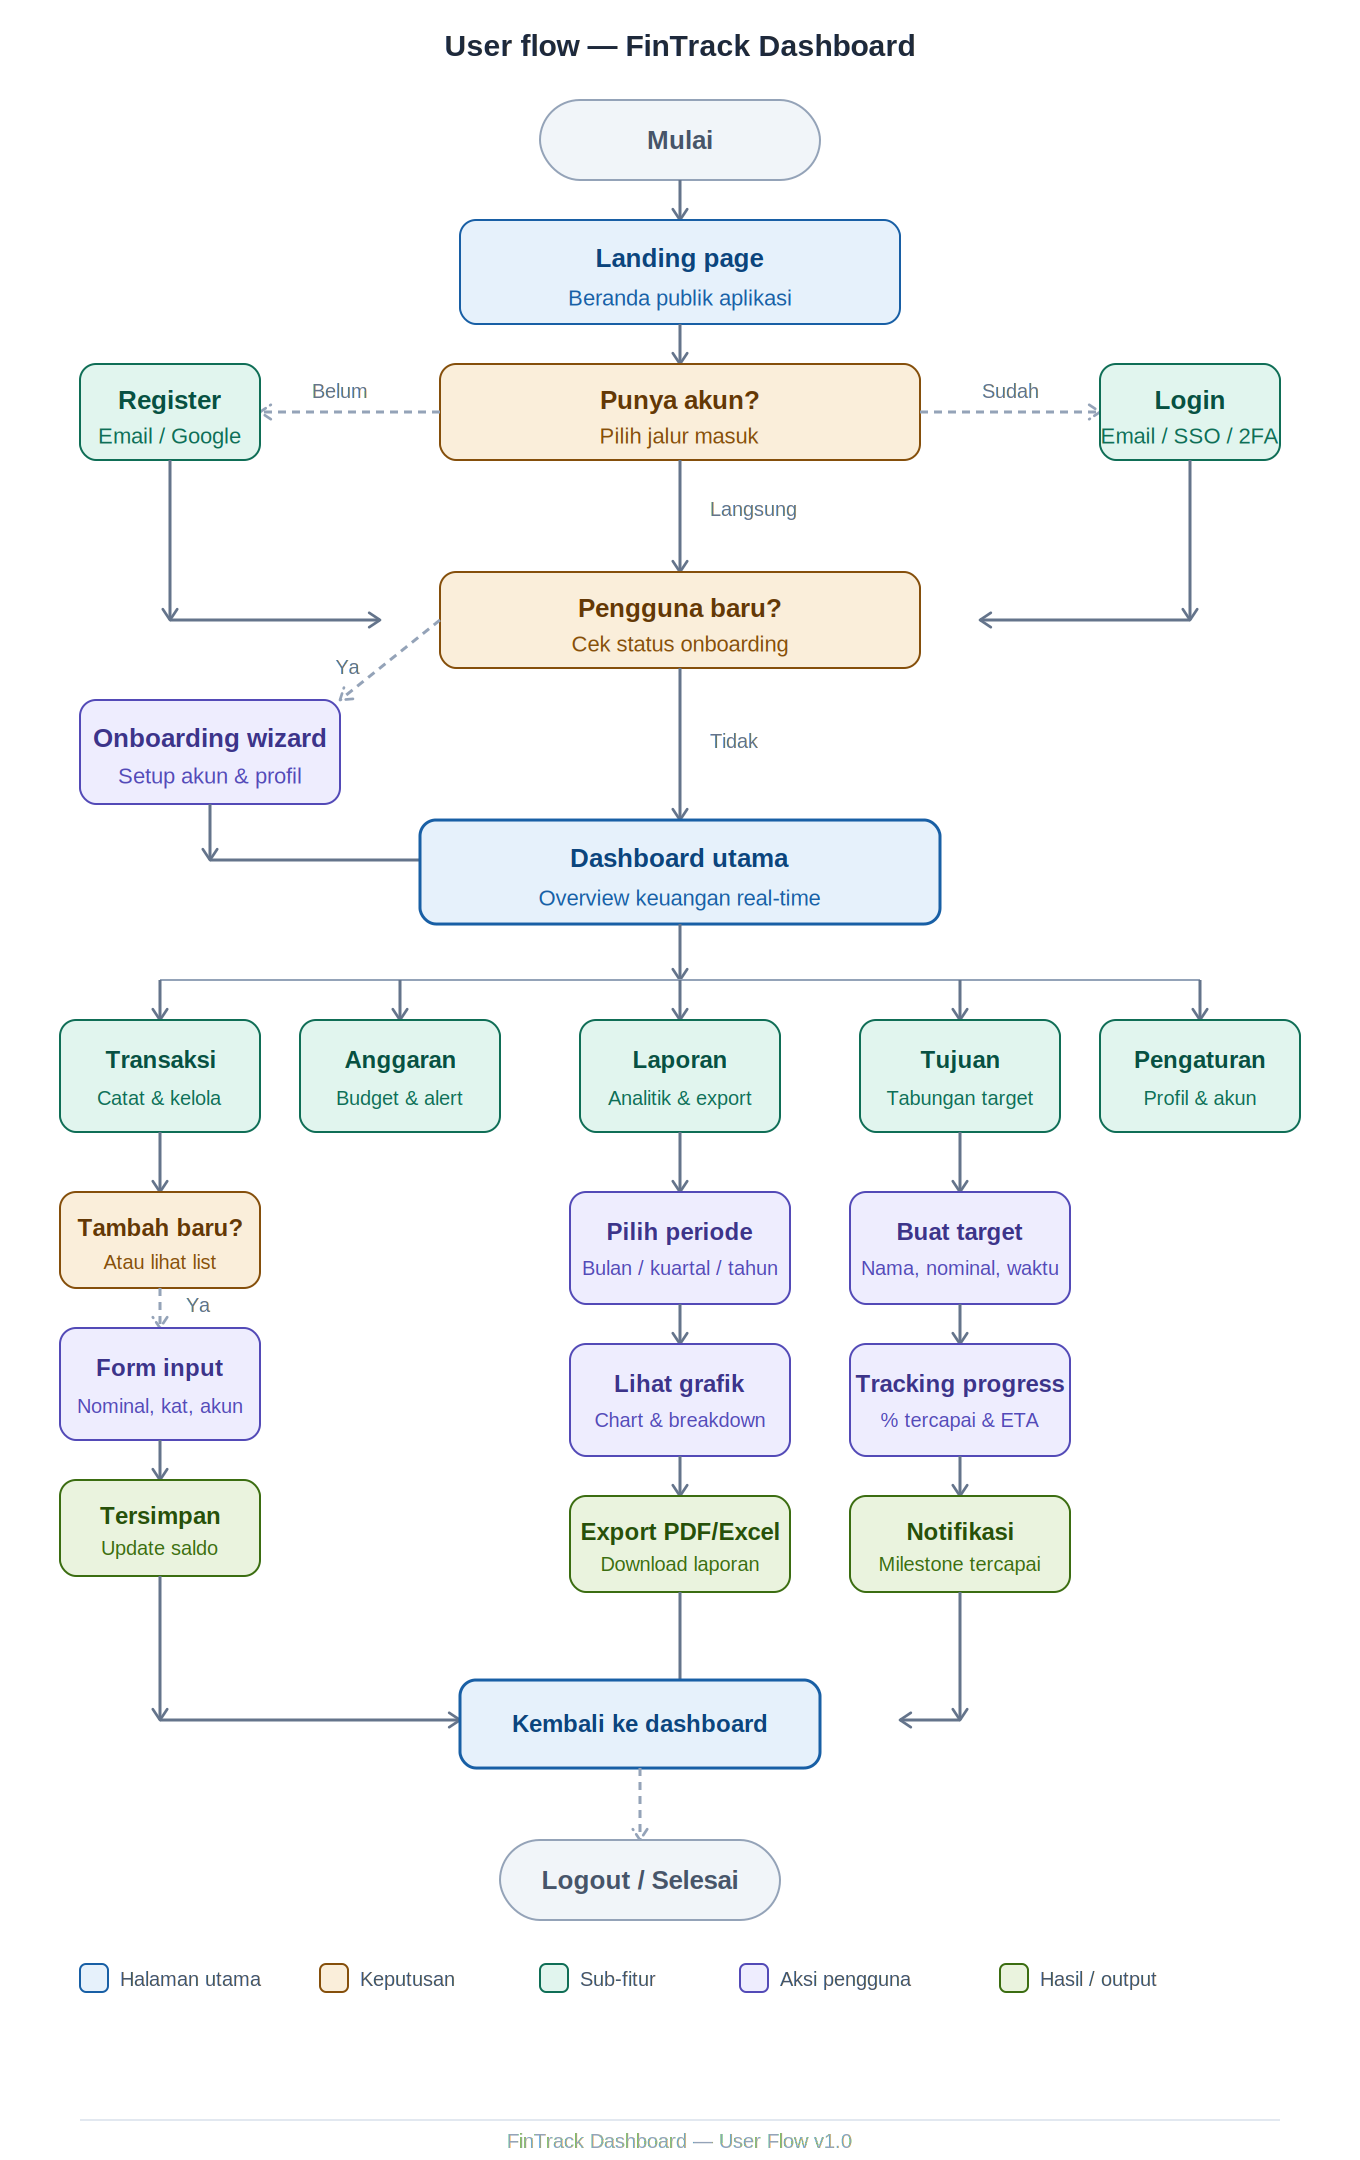 User flow — FinTrack Dashboard
Mulai
Landing page
Beranda publik aplikasi
Register
Email / Google
Belum
Punya akun?
Pilih jalur masuk
Sudah
Login
Email / SSO / 2FA
Langsung
Pengguna baru?
Cek status onboarding
Ya
Onboarding wizard
Setup akun & profil
Tidak
Dashboard utama
Overview keuangan real-time
Transaksi
Catat & kelola
Anggaran
Budget & alert
Laporan
Analitik & export
Tujuan
Tabungan target
Pengaturan
Profil & akun
Tambah baru?
Atau lihat list
Ya
Form input
Nominal, kat, akun
Tersimpan
Update saldo
Pilih periode
Bulan / kuartal / tahun
Lihat grafik
Chart & breakdown
Export PDF/Excel
Download laporan
Buat target
Nama, nominal, waktu
Tracking progress
% tercapai & ETA
Notifikasi
Milestone tercapai
Kembali ke dashboard
Logout / Selesai
Halaman utama
Keputusan
Sub-fitur
Aksi pengguna
Hasil / output
FinTrack Dashboard — User Flow v1.0